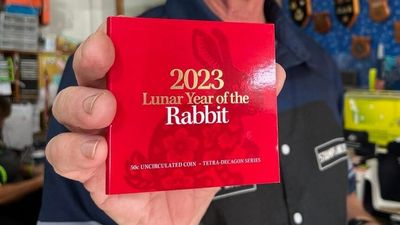 2023
Lunar Year of the
Rabbit
50c UNCIRCULATED COIN – TETRA-DECAGON SERIES